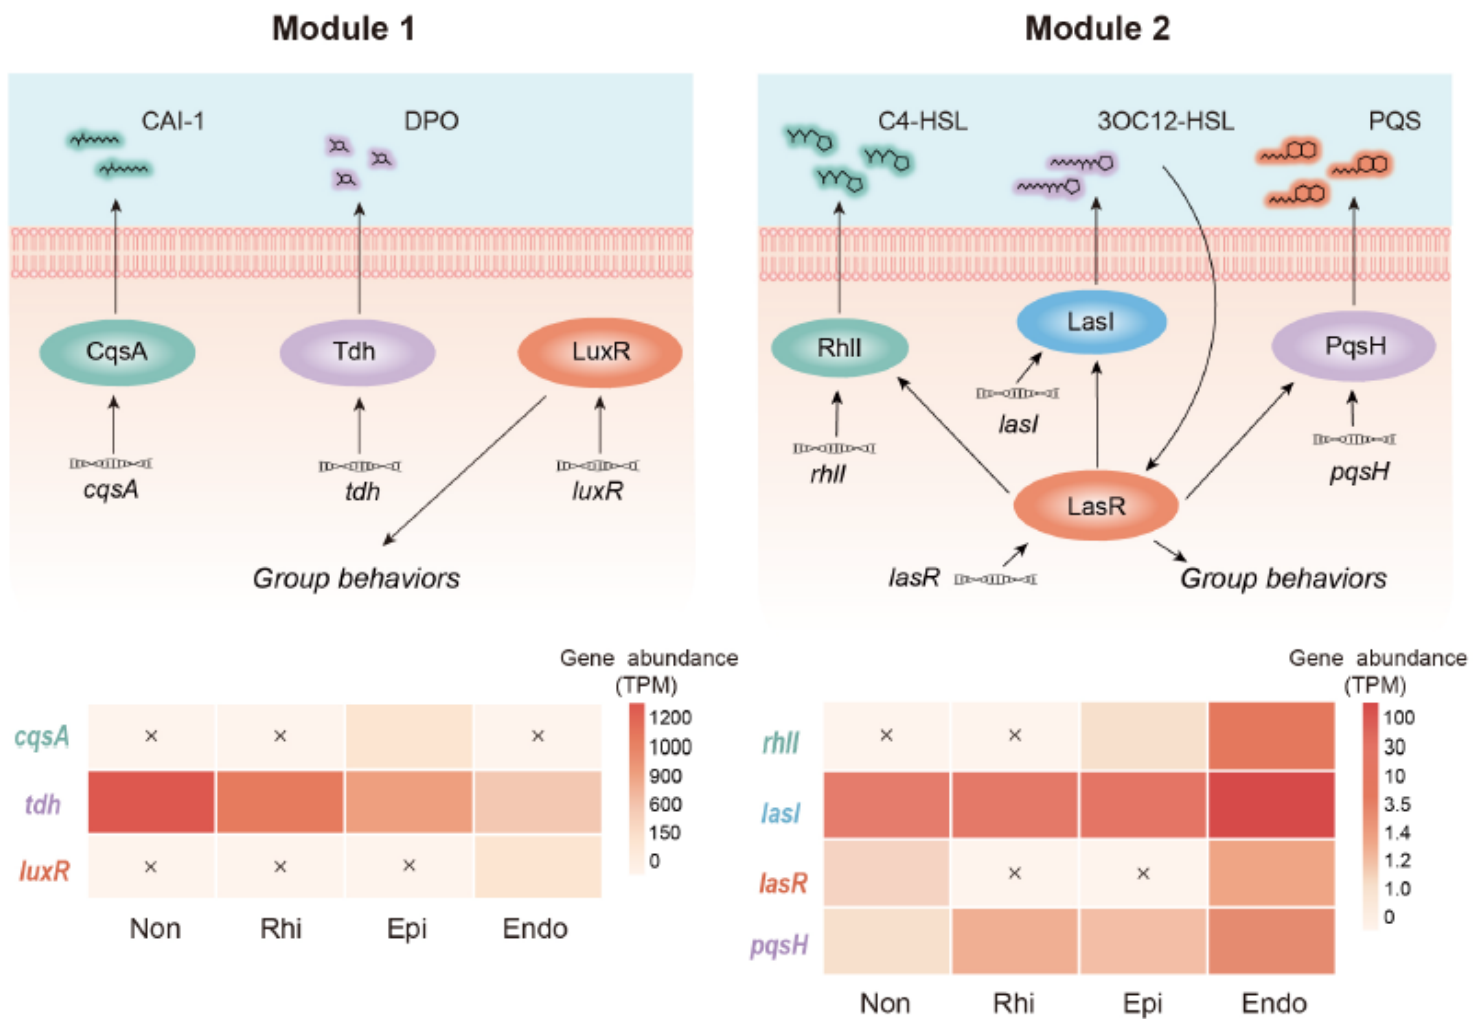 Module 1
CAI-1
DPO
CqsA
Tdh
LuxR
cqsA
tdh
luxR
Group behaviors
Gene abundance
(TPM)
cqsA
× × ×
1200
1000
900
600
150
0
tdh
luxR
× × ×
Non Rhi Epi Endo
Module 2
C4-HSL
3OC12-HSL
PQS
LasI
RhlI
PqsH
lasI
rhlI
pqsH
LasR
lasR
Group behaviors
Gene abundance
(TPM)
rhlI
× ×
100
30
10
3.5
1.4
1.2
1.0
0
lasI
lasR
× ×
pqsH
Non Rhi Epi Endo